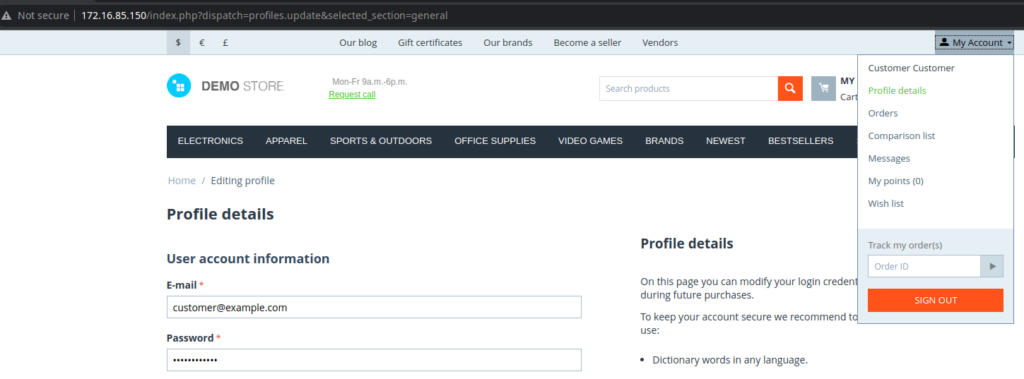 Not secure 172.16.85.150/index.php?dispatch=profiles.update&selected_section=general
$ € £ Our blog Gift certificates Our brands Become a seller Vendors My Account
Customer Customer
Profile details
Orders
Comparison list
Messages
My points (0)
Wish list
Track my order(s)
Order ID
SIGN OUT
DEMO STORE
Mon-Fr 9a.m.-6p.m.
Request call
Search products
MY
Cart
ELECTRONICS APPAREL SPORTS & OUTDOORS OFFICE SUPPLIES VIDEO GAMES BRANDS NEWEST BESTSELLERS
Home / Editing profile
Profile details
User account information
E-mail *
customer@example.com
Password *
••••••••••••
Profile details
On this page you can modify your login creden
during future purchases.
To keep your account secure we recommend to
use:
• Dictionary words in any language.